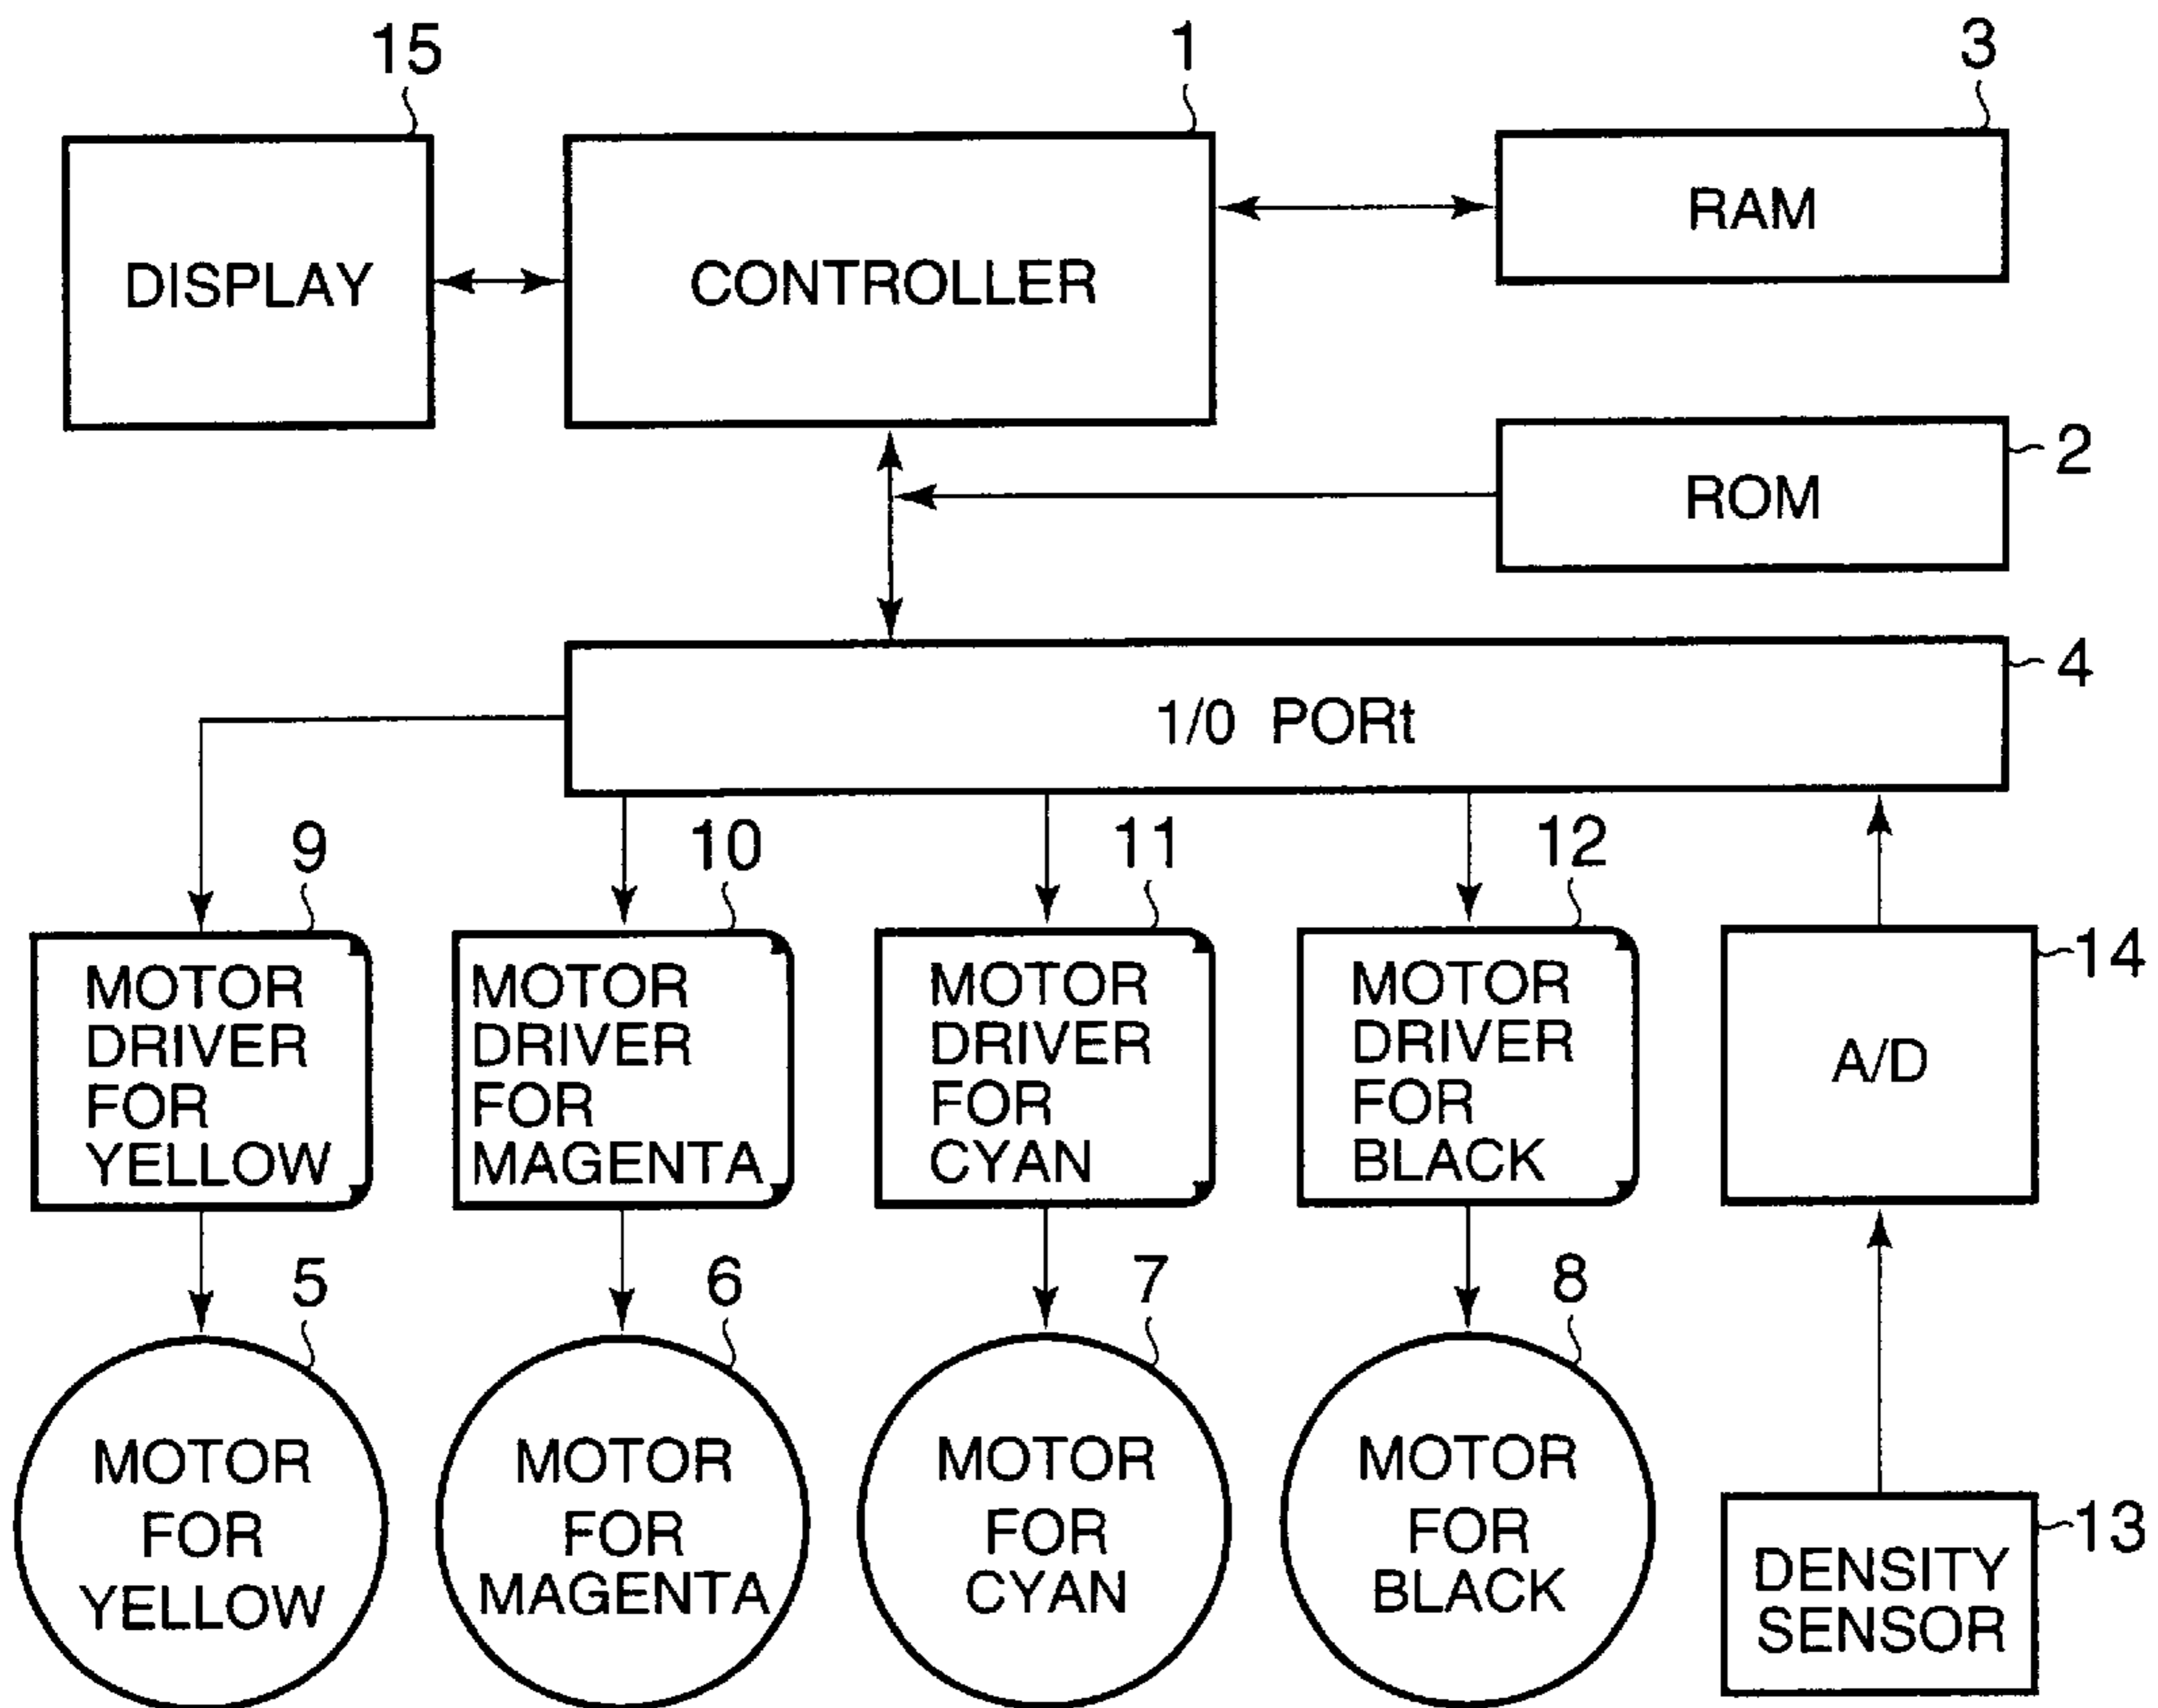 15
1
3
DISPLAY
CONTROLLER
RAM
2
ROM
4
1/0 PORt
9
10
11
12
MOTOR
DRIVER
FOR
YELLOW
MOTOR
DRIVER
FOR
MAGENTA
MOTOR
DRIVER
FOR
CYAN
MOTOR
DRIVER
FOR
BLACK
14
A/D
5
6
7
8
MOTOR
FOR
YELLOW
MOTOR
FOR
MAGENTA
MOTOR
FOR
CYAN
MOTOR
FOR
BLACK
13
DENSITY
SENSOR